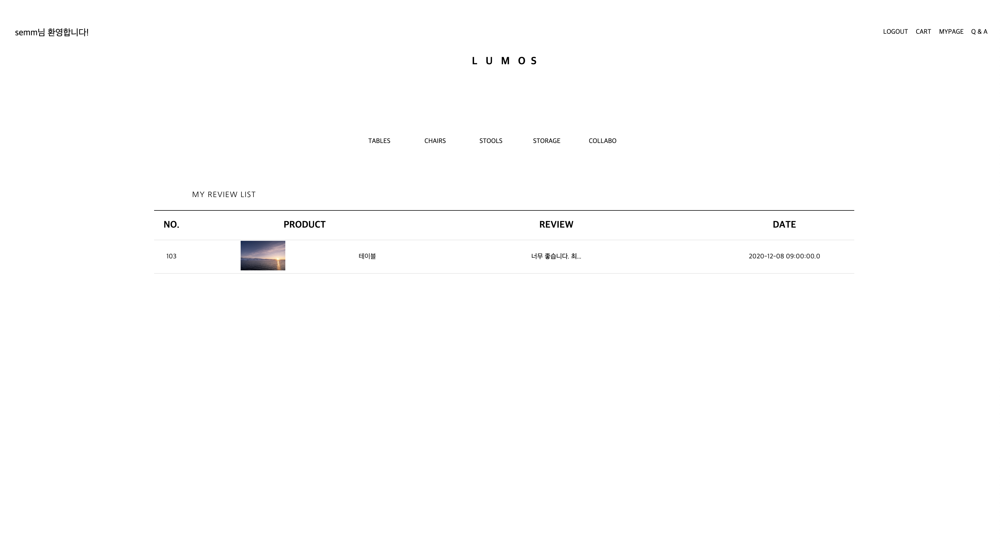 semm님 환영합니다!
LOGOUT CART MYPAGE Q & A
L U M O S
TABLES CHAIRS STOOLS STORAGE COLLABO
MY REVIEW LIST
NO. PRODUCT REVIEW DATE
103 테이블 너무 좋습니다. 최... 2020-12-08 09:00:00.0